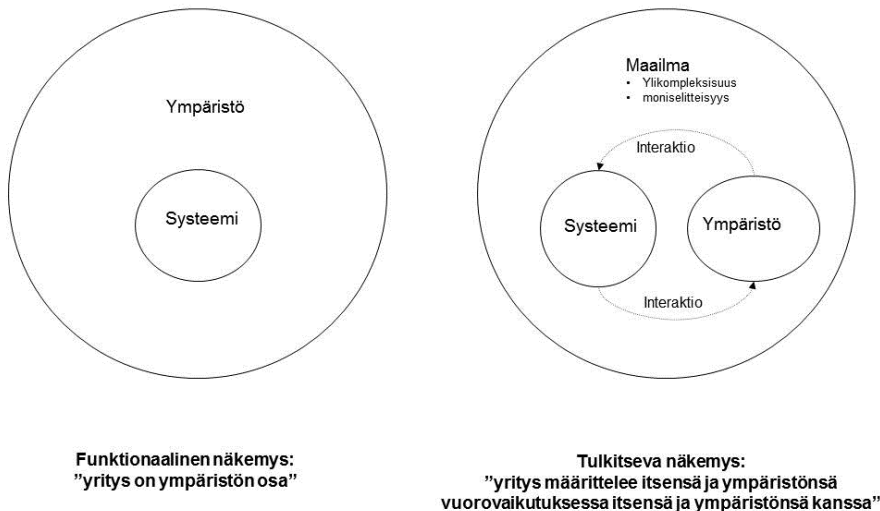 Ympäristö
Systeemi
Funktionaalinen näkemys:
”yritys on ympäristön osa”
Maailma
• Ylikompleksisuus
• moniselitteisyys
Interaktio
Systeemi
Ympäristö
Interaktio
Tulkitseva näkemys:
”yritys määrittelee itsensä ja ympäristönsä
vuorovaikutuksessa itsensä ja ympäristönsä kanssa”